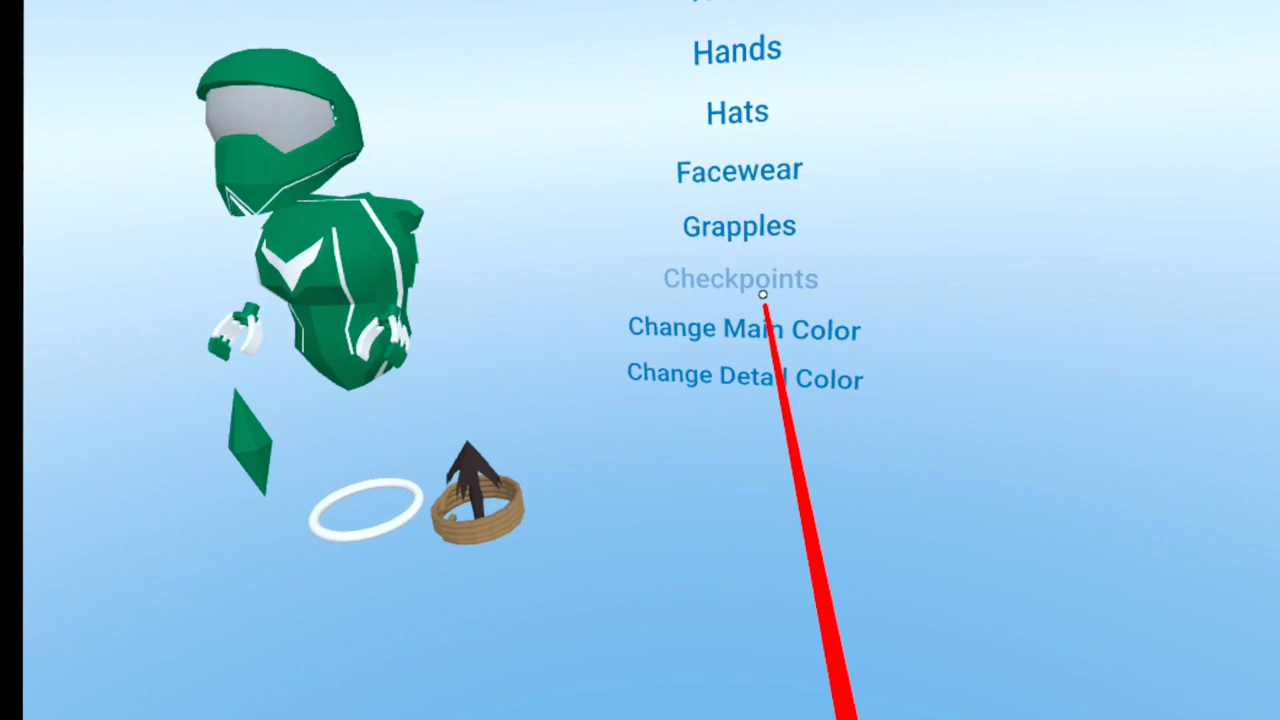 Hands
Hats
Facewear
Grapples
Checkpoints
Change Main Color
Change Detail Color